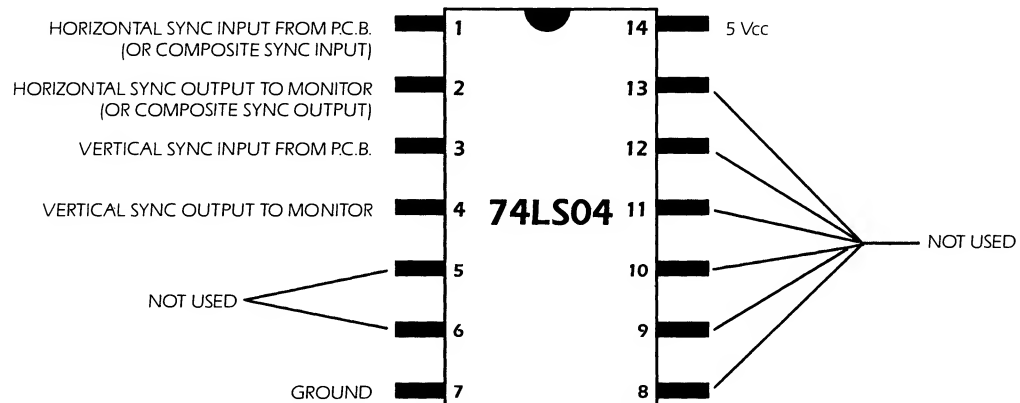 HORIZONTAL SYNC INPUT FROM P.C.B.
(OR COMPOSITE SYNC INPUT)
1
14
5 Vcc
HORIZONTAL SYNC OUTPUT TO MONITOR
(OR COMPOSITE SYNC OUTPUT)
2
13
VERTICAL SYNC INPUT FROM P.C.B.
3
12
VERTICAL SYNC OUTPUT TO MONITOR
4
74LS04
11
NOT USED
5
10
NOT USED
6
9
GROUND
7
8